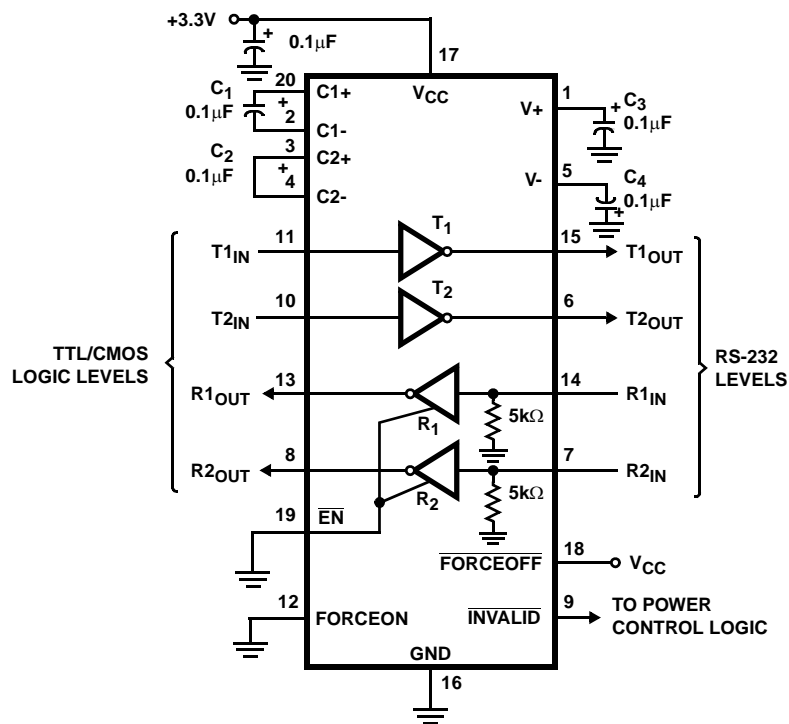 +3.3V
+
0.1μF
17
VCC
C1
0.1μF
+
20
C1+
2
C1-
C2
0.1μF
+
3
C2+
4
C2-
1
V+
+
C3
0.1μF
5
V-
C4
0.1μF
+
T1IN
11
T1
15
T1OUT
T2IN
10
T2
6
T2OUT
TTL/CMOS
LOGIC LEVELS
RS-232
LEVELS
R1OUT
13
R1
14
R1IN
5kΩ
R2OUT
8
R2
7
R2IN
5kΩ
19
EN
FORCEOFF
18
VCC
12
FORCEON
INVALID
9
TO POWER
CONTROL LOGIC
GND
16